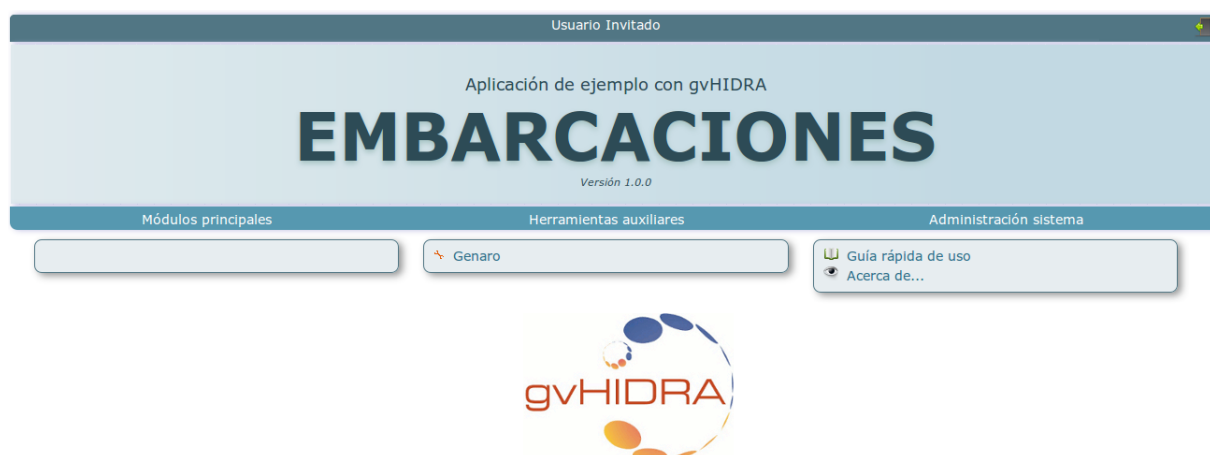 Usuario Invitado
Aplicación de ejemplo con gvHIDRA
EMBARCACIONES
Versión 1.0.0
Módulos principales
Herramientas auxiliares
Administración sistema
Genaro
Guía rápida de uso
Acerca de...
gvHIDRA